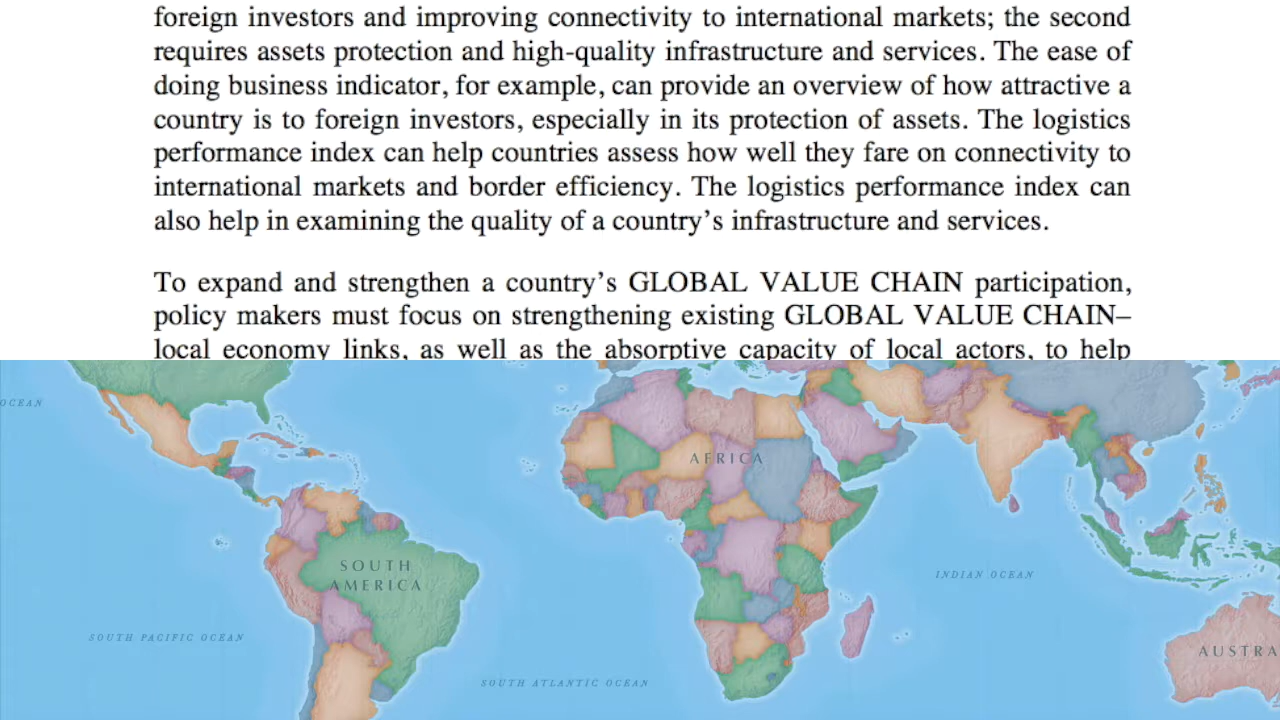 foreign investors and improving connectivity to international markets; the second
requires assets protection and high-quality infrastructure and services. The ease of
doing business indicator, for example, can provide an overview of how attractive a
country is to foreign investors, especially in its protection of assets. The logistics
performance index can help countries assess how well they fare on connectivity to
international markets and border efficiency. The logistics performance index can
also help in examining the quality of a country's infrastructure and services.
To expand and strengthen a country's GLOBAL VALUE CHAIN participation,
policy makers must focus on strengthening existing GLOBAL VALUE CHAIN–
local economy links, as well as the absorptive capacity of local actors, to help
OCEAN
AFRICA
SOUTH
AMERICA
INDIAN OCEAN
SOUTH PACIFIC OCEAN
AUSTRA
SOUTH ATLANTIC OCEAN